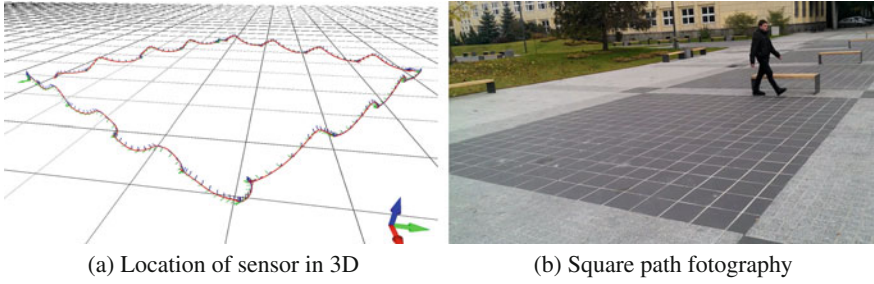 (a) Location of sensor in 3D
(b) Square path fotography